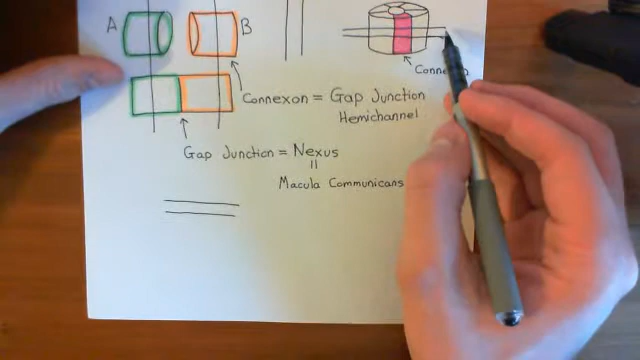 A
B
Connexon = Gap Junction
Hemichannel
Gap Junction = Nexus
=
Macula Communicans